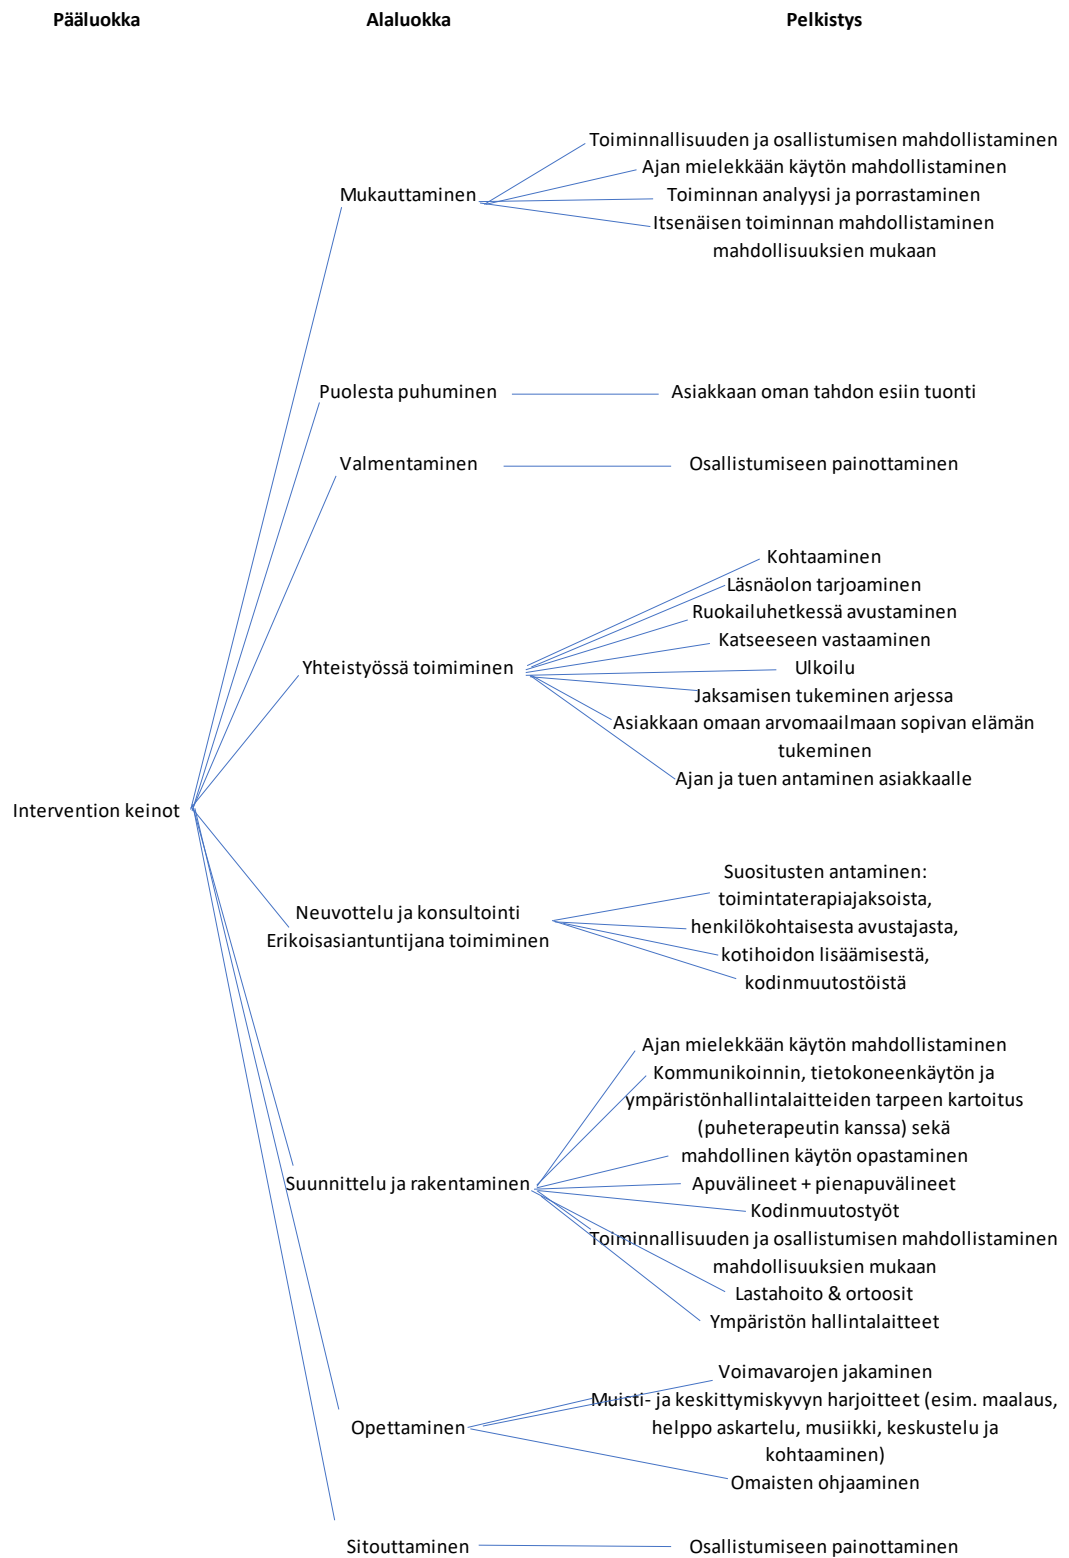 Pääluokka
Alaluokka
Pelkistys
Toiminnallisuuden ja osallistumisen mahdollistaminen
Ajan mielekkään käytön mahdollistaminen
Mukauttaminen
Toiminnan analyysi ja porrastaminen
Itsenäisen toiminnan mahdollistaminen
mahdollisuuksien mukaan
Puolesta puhuminen
Asiakkaan oman tahdon esiin tuonti
Valmentaminen
Osallistumiseen painottaminen
Kohtaaminen
Läsnäolon tarjoaminen
Ruokailuhetkessä avustaminen
Katseeseen vastaaminen
Yhteistyössä toimiminen
Ulkoilu
Jaksamisen tukeminen arjessa
Asiakkaan omaan arvomaailmaan sopivan elämän
tukeminen
Ajan ja tuen antaminen asiakkaalle
Intervention keinot
Suositusten antaminen:
toimintaterapiajaksoista,
Neuvottelu ja konsultointi
Erikoisasiantuntijana toimiminen
henkilökohtaisesta avustajasta,
kotihoidon lisäämisestä,
kodinmuutostöistä
Ajan mielekkään käytön mahdollistaminen
Kommunikoinnin, tietokoneenkäytön ja
ympäristönhallintalaitteiden tarpeen kartoitus
(puheterapeutin kanssa) sekä
mahdollinen käytön opastaminen
Suunnittelu ja rakentaminen
Apuvälineet + pienapuvälineet
Kodinmuutostyöt
Toiminnallisuuden ja osallistumisen mahdollistaminen
mahdollisuuksien mukaan
Lastahoito & ortoosit
Ympäristön hallintalaitteet
Voimavarojen jakaminen
Muisti- ja keskittymiskyvyn harjoitteet (esim. maalaus,
Opettaminen
helppo askartelu, musiikki, keskustelu ja
kohtaaminen)
Omaisten ohjaaminen
Sitouttaminen
Osallistumiseen painottaminen